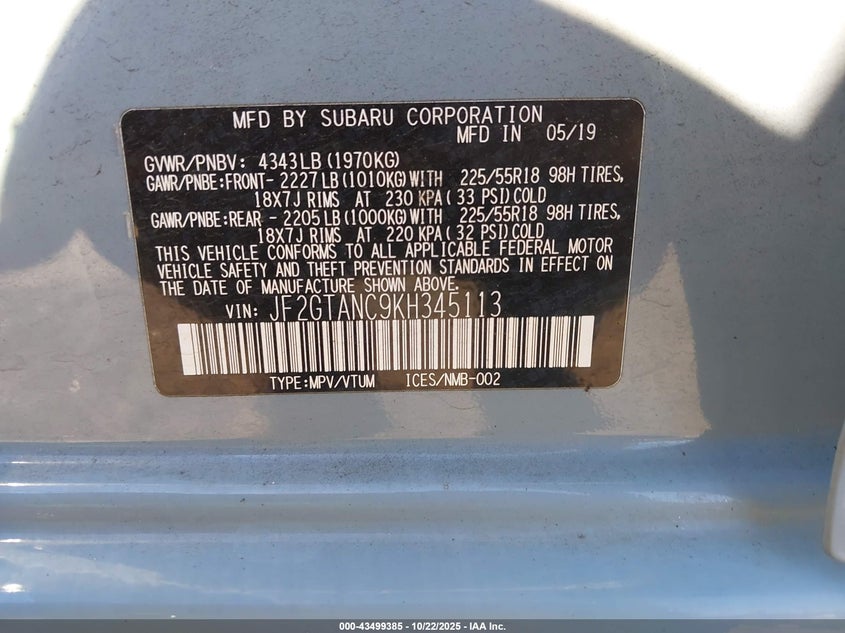 MFD BY SUBARU CORPORATION
MFD IN 05/19
GVWR/PNBV: 4343LB (1970KG)
GAWR/PNBE:FRONT- 2227LB (1010KG) WITH 225/55R18 98H TIRES,
18X7J RIMS AT 230 KPA ( 33 PSI) COLD
GAWR/PNBE:REAR - 2205LB (1000KG) WITH 225/55R18 98H TIRES,
18X7J RIMS AT 220 KPA ( 32 PSI) COLD
THIS VEHICLE CONFORMS TO ALL APPLICABLE FEDERAL MOTOR
VEHICLE SAFETY AND THEFT PREVENTION STANDARDS IN EFFECT ON
THE DATE OF MANUFACTURE SHOWN ABOVE.
VIN: JF2GTANC9KH345113
TYPE:MPV/VTUM ICES/NMB-002
000-43499385 - 10/22/2025 - IAA Inc.